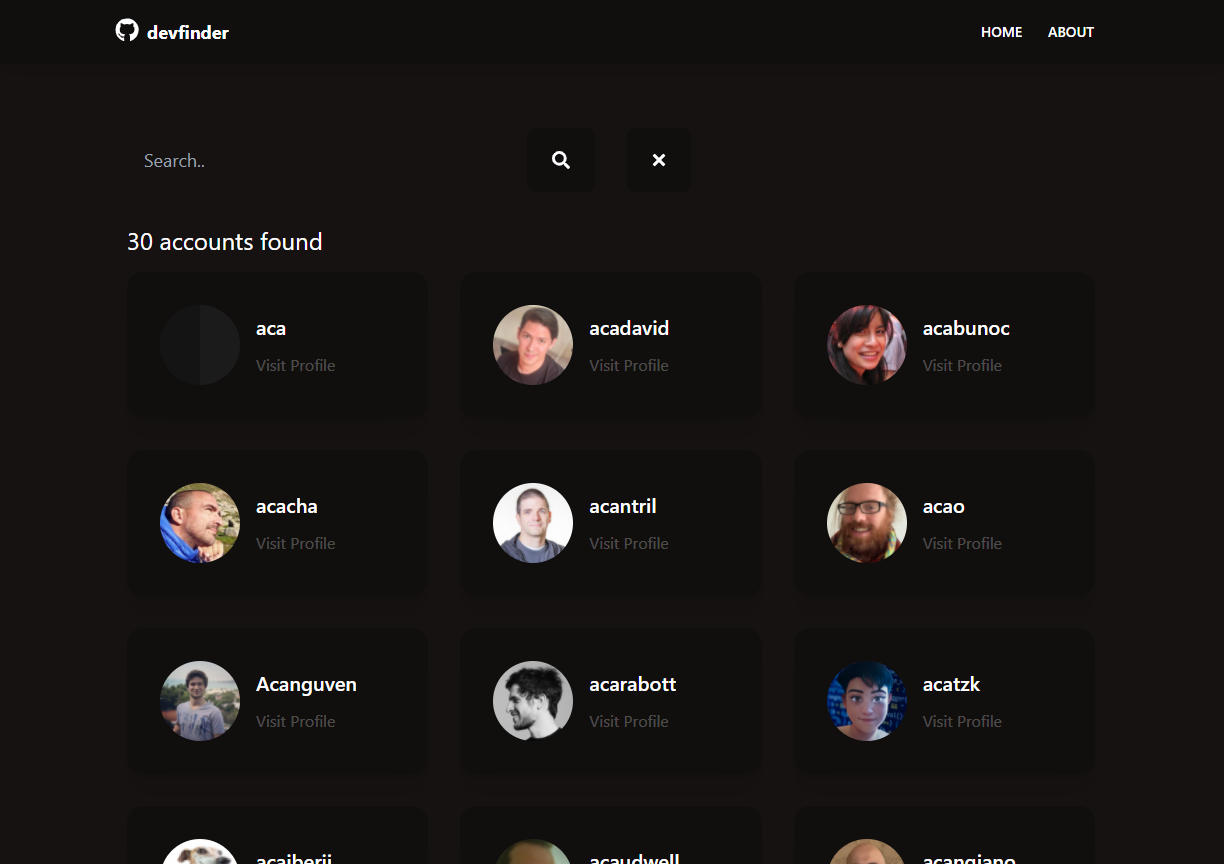 devfinder
HOME
ABOUT
Search..
30 accounts found
aca
Visit Profile
acadavid
Visit Profile
acabunoc
Visit Profile
acacha
Visit Profile
acantril
Visit Profile
acao
Visit Profile
Acanguven
Visit Profile
acarabott
Visit Profile
acatzk
Visit Profile
acaudwell
acangiano